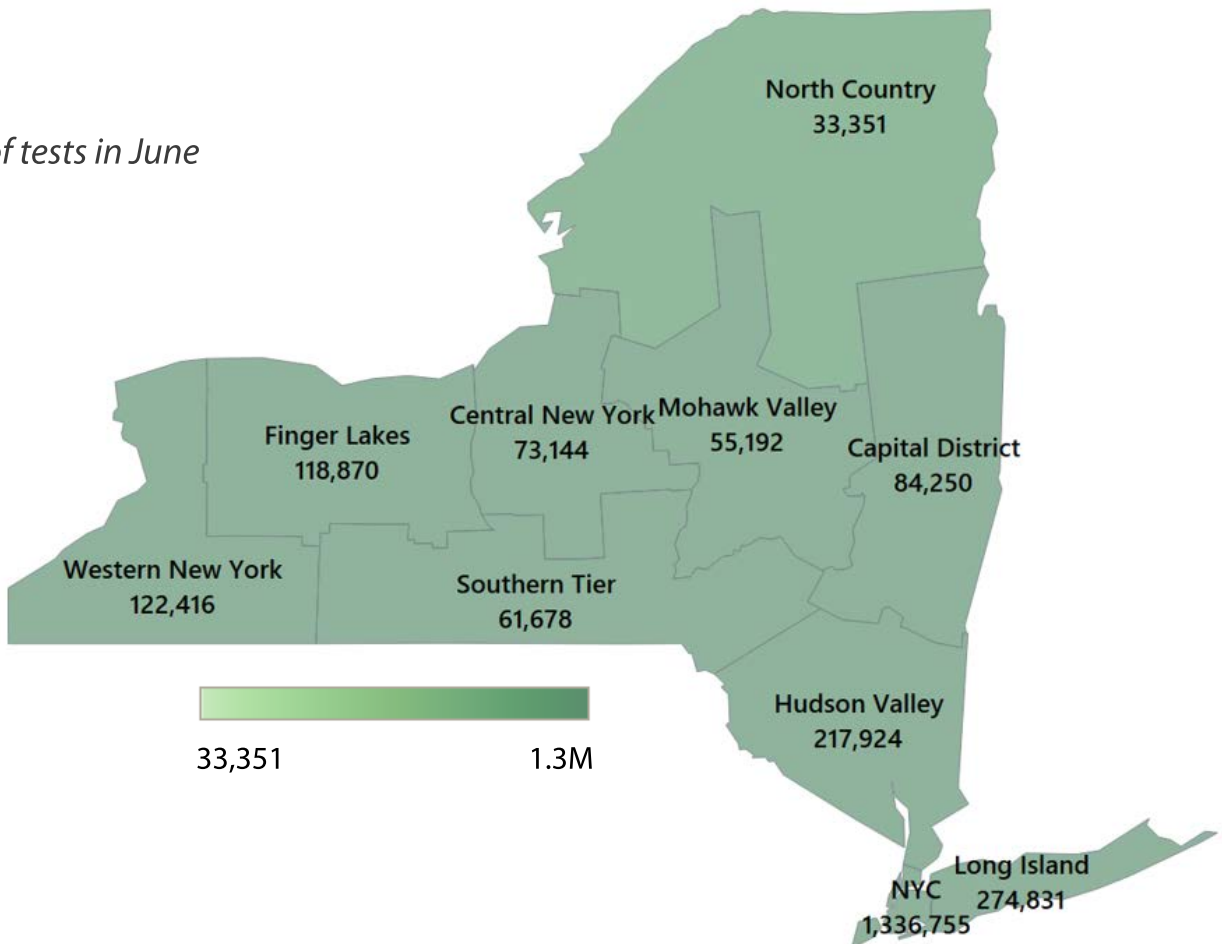 of tests in June
North Country
33,351
Central New York
73,144
Mohawk Valley
55,192
Finger Lakes
118,870
Capital District
84,250
Western New York
122,416
Southern Tier
61,678
Hudson Valley
217,924
33,351
1.3M
Long Island
274,831
NYC
1,336,755